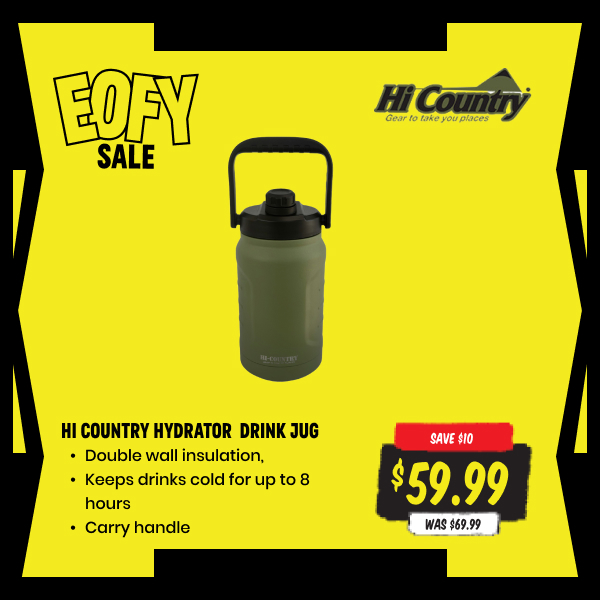 EOFY
SALE
Hi Country
Gear to take you places
HI-COUNTRY
HI COUNTRY HYDRATOR DRINK JUG
• Double wall insulation,
• Keeps drinks cold for up to 8
hours
• Carry handle
SAVE $10
$59.99
WAS $69.99